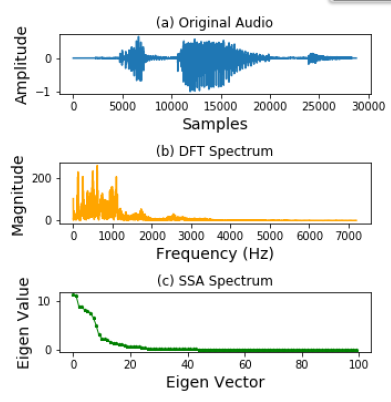 (a) Original Audio
Amplitude
0
−1
0 5000 10000 15000 20000 25000 30000
Samples
(b) DFT Spectrum
Magnitude
200
0
0 1000 2000 3000 4000 5000 6000 7000
Frequency (Hz)
(c) SSA Spectrum
Eigen Value
10
0
0 20 40 60 80 100
Eigen Vector